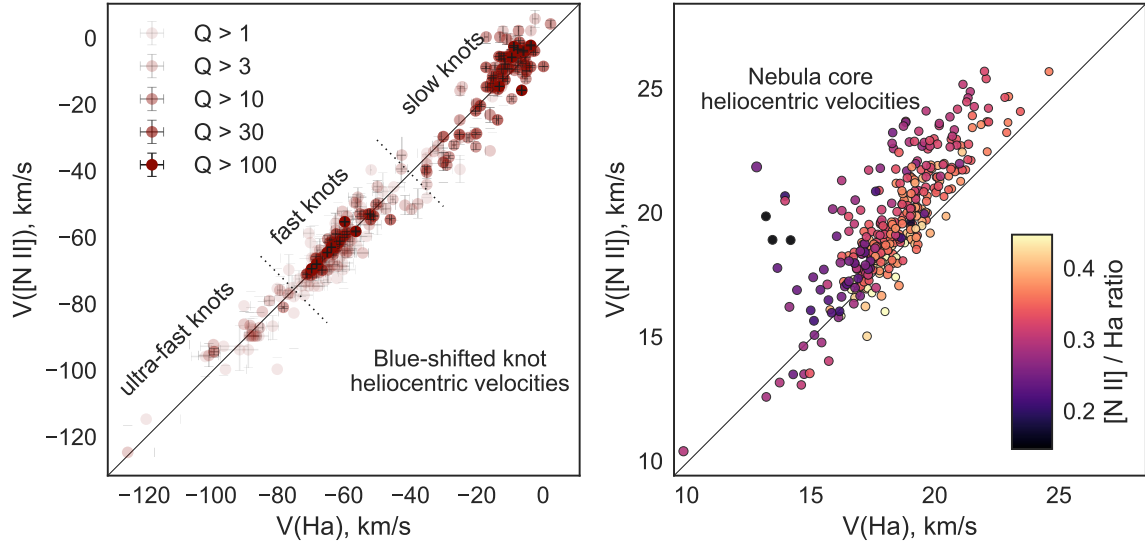 Q > 1
Q > 3
Q > 10
Q > 30
Q > 100
slow knots
fast knots
ultra-fast knots
Blue-shifted knot
heliocentric velocities
0
−20
−40
−60
−80
−100
−120
V([N II]), km/s
−120
−100
−80
−60
−40
−20
0
V(Ha), km/s
Nebula core
heliocentric velocities
25
20
15
10
V([N II]), km/s
10
15
20
25
V(Ha), km/s
0.4
0.3
0.2
[N II] / Ha ratio